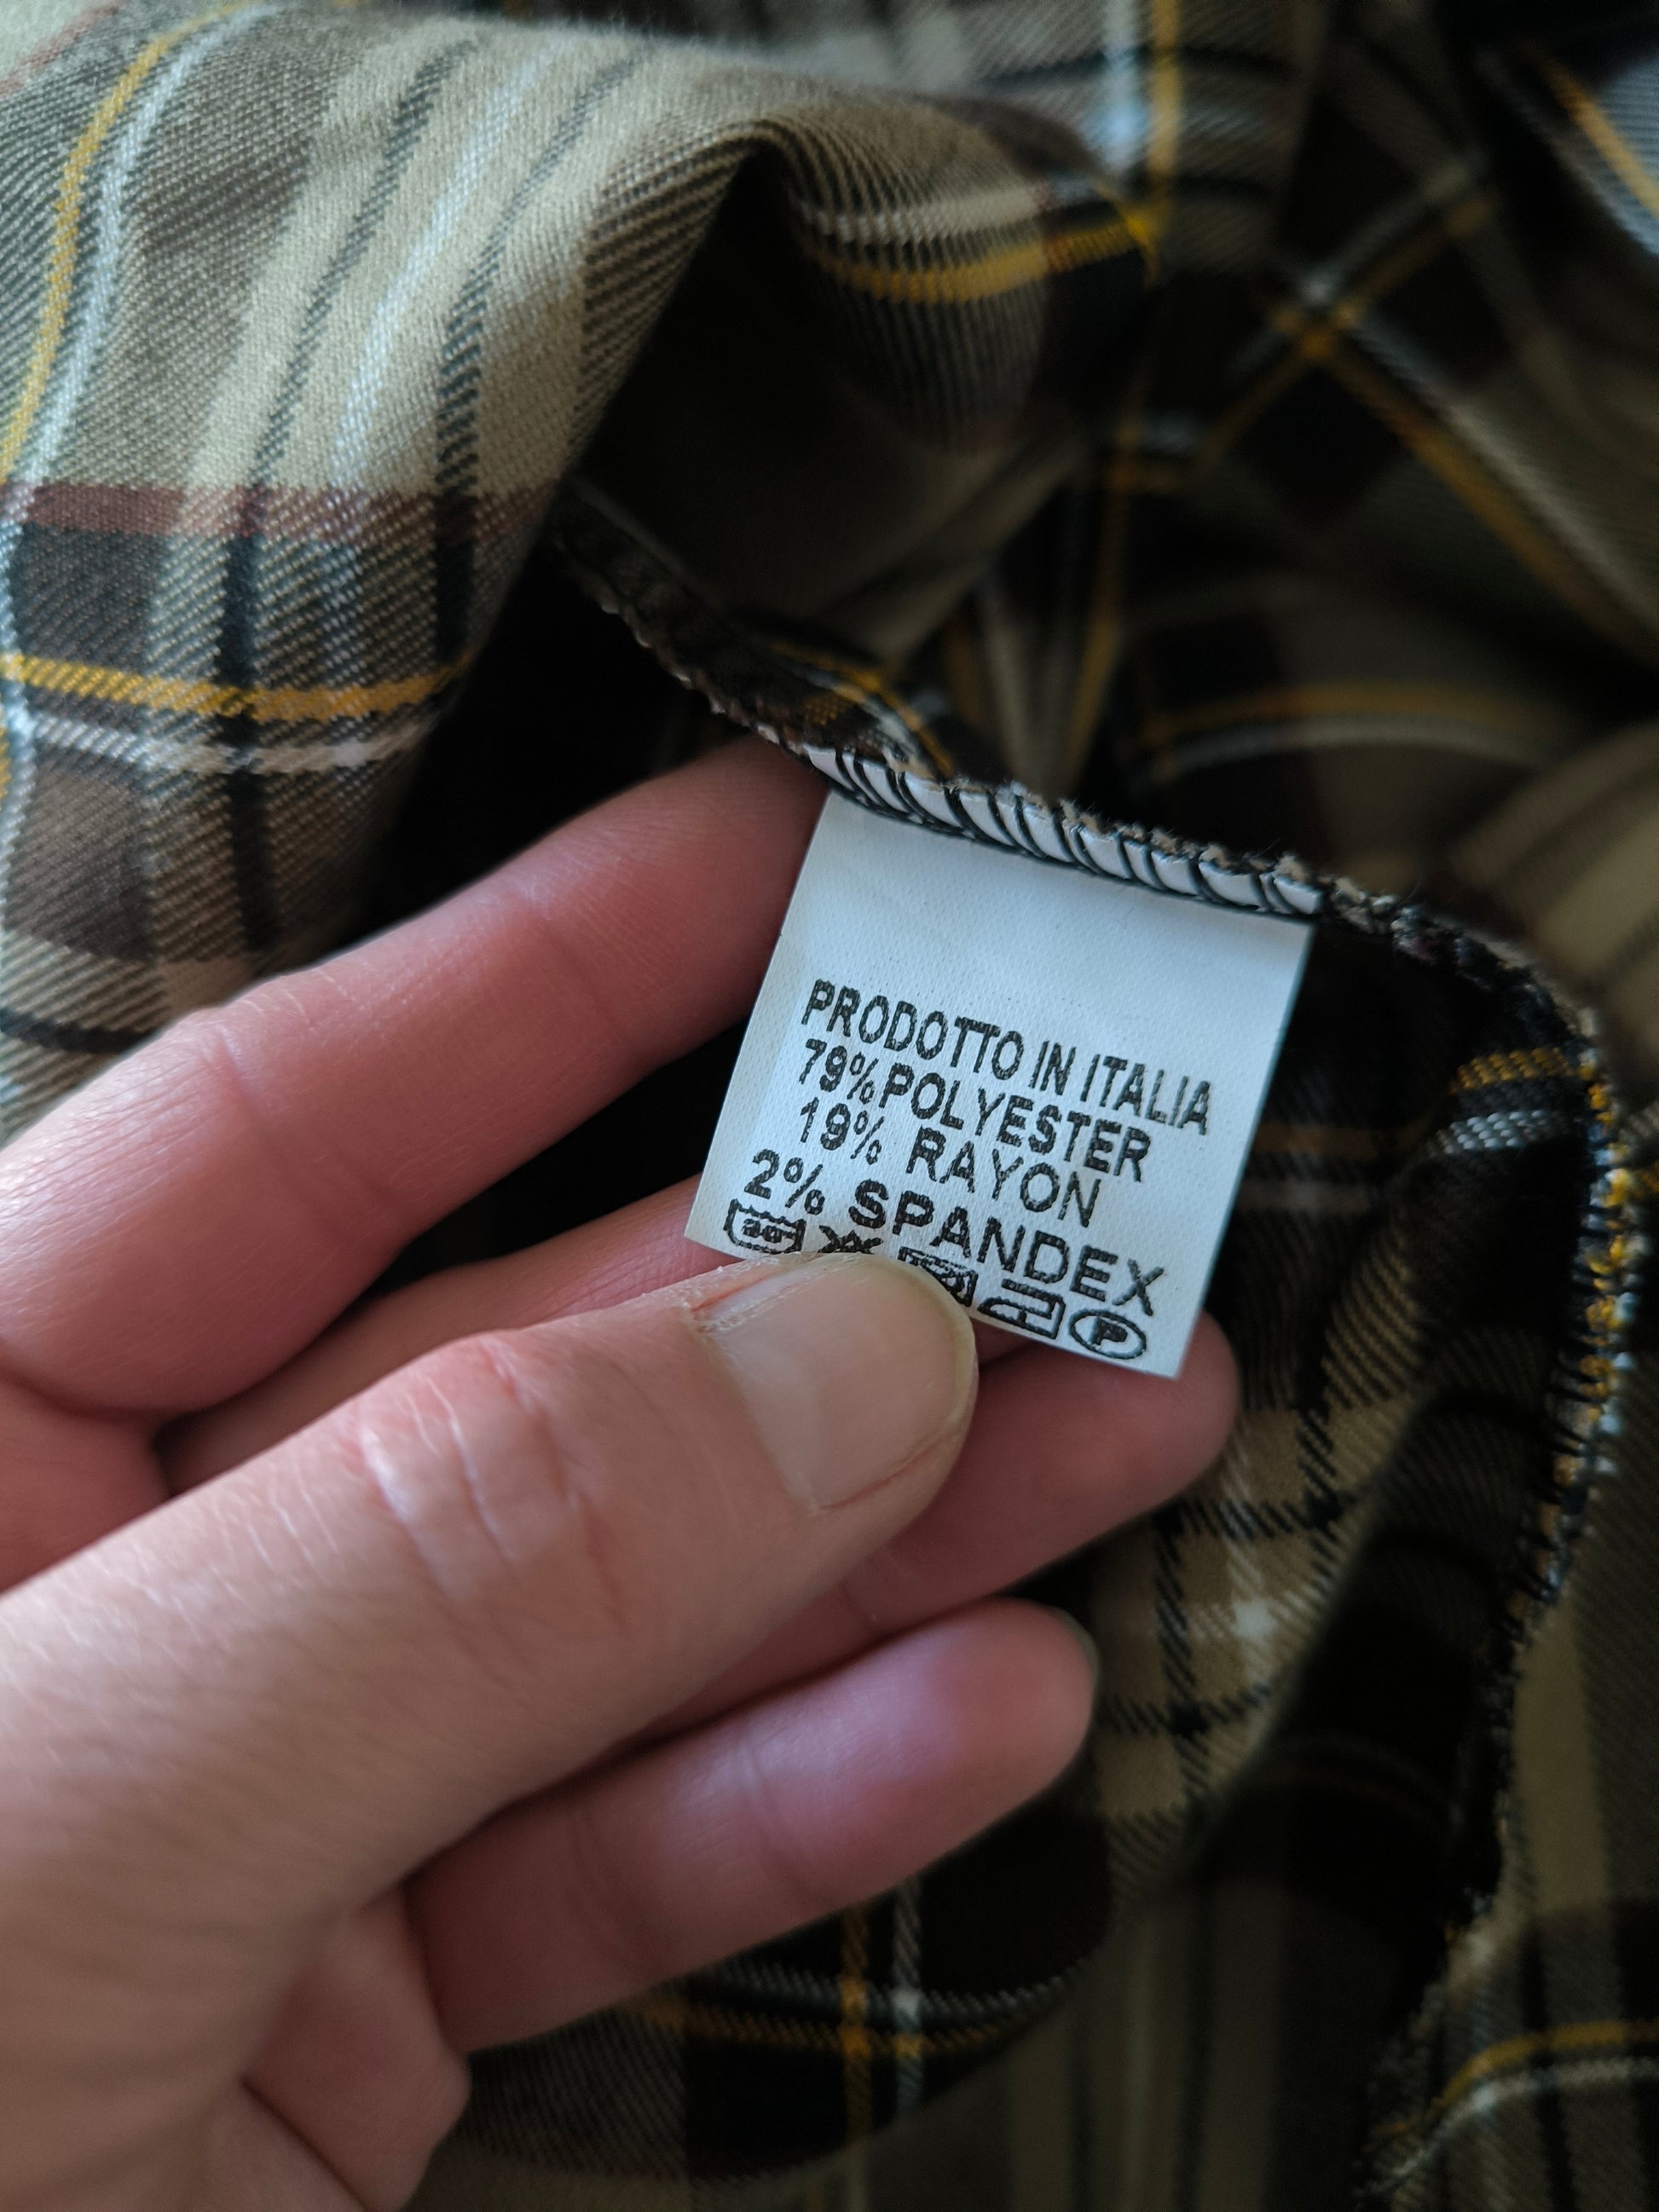 PRODOTTO IN ITALIA
79% POLYESTER
19% RAYON
2% SPANDEX
P